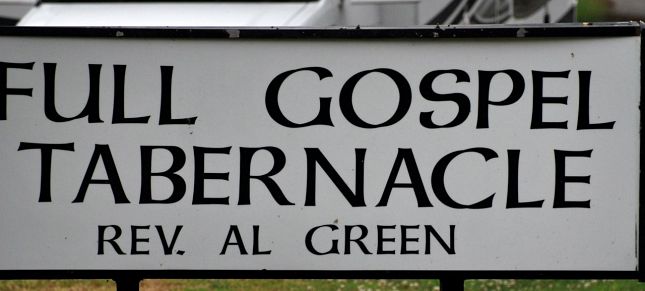 FULL GOSPEL
TABERNACLE
REV. AL GREEN